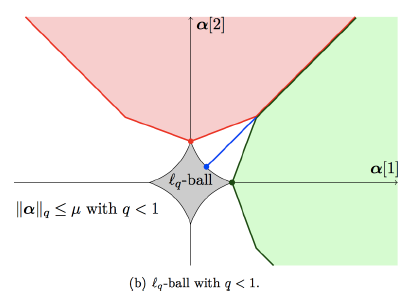 α[2]
α[1]
ℓq-ball
‖α‖q ≤ μ with q < 1
(b) ℓq-ball with q < 1.